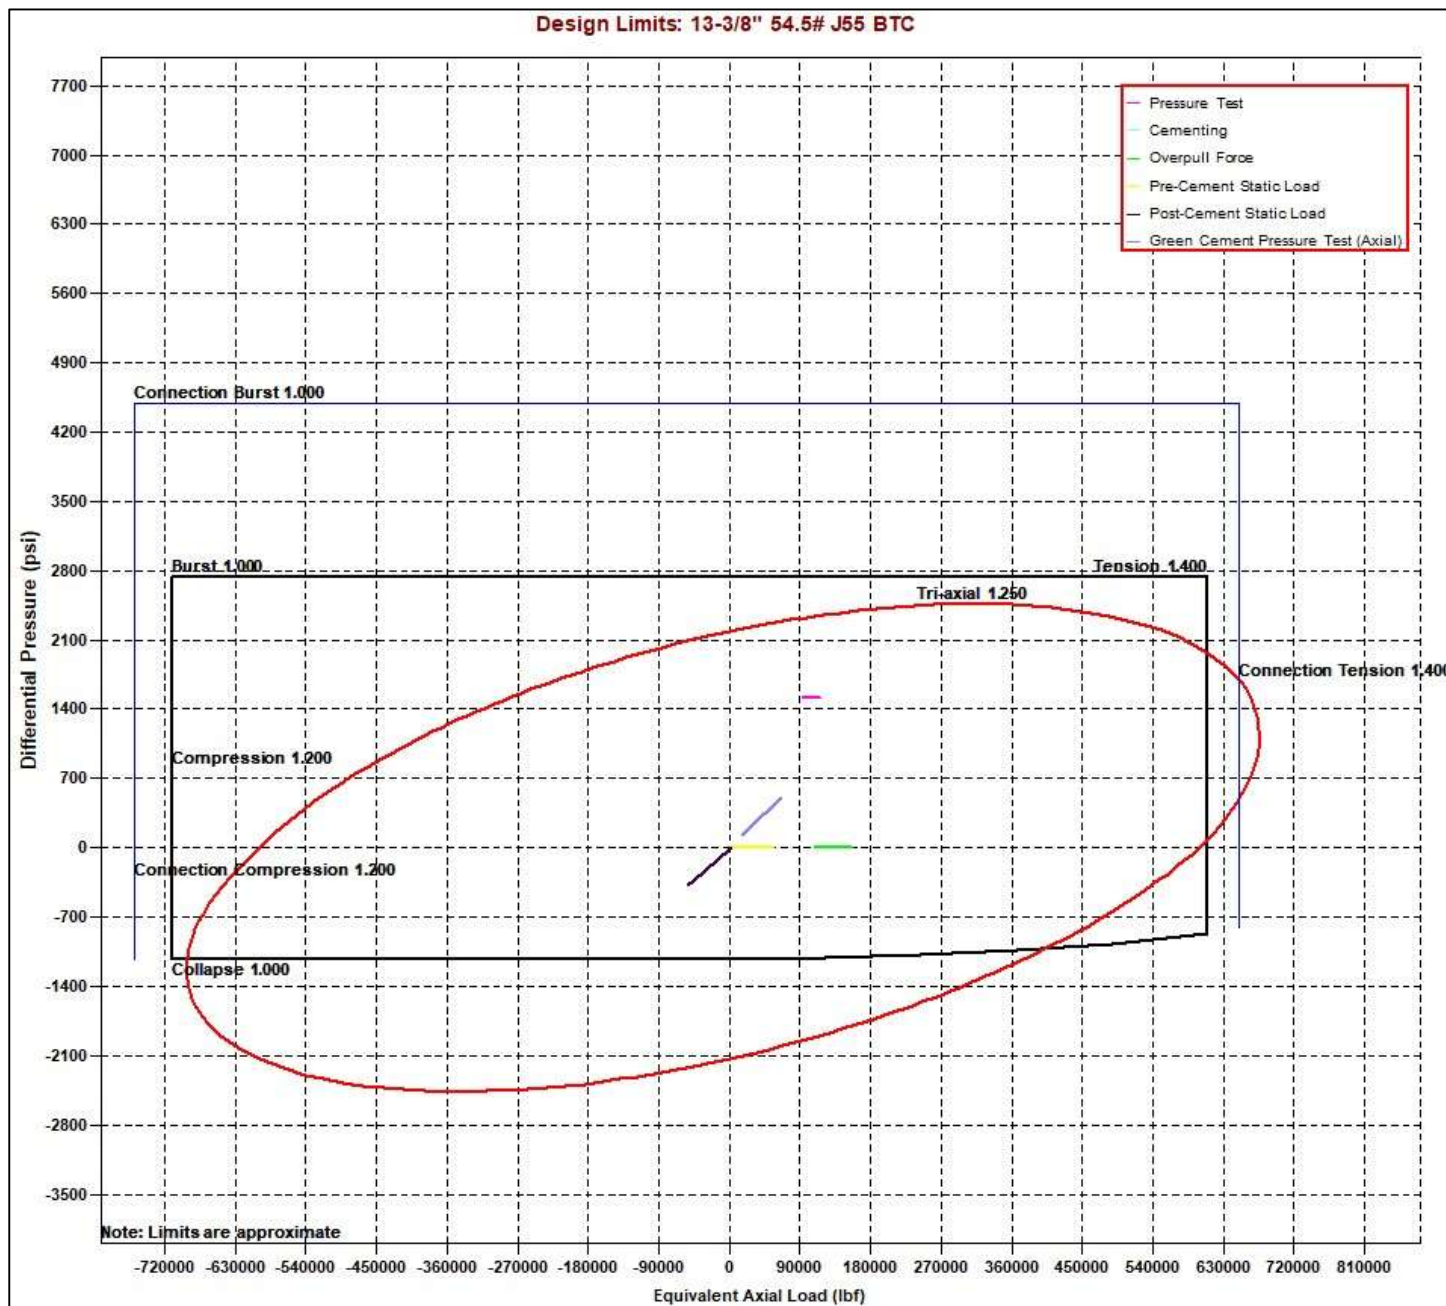 Design Limits: 13-3/8" 54.5# J55 BTC
7700
7000
6300
5600
4900
4200
3500
2800
2100
1400
700
0
-700
-1400
-2100
-2800
-3500
Differential Pressure (psi)
Pressure Test
Cementing
Overpull Force
Pre-Cement Static Load
Post-Cement Static Load
Green Cement Pressure Test (Axial)
Connection Burst 1.000
Burst 1.000
Tension 1.400
Tri-axial 1.250
Connection Tension 1.400
Compression 1.200
Connection Compression 1.200
Collapse 1.000
Note: Limits are approximate
-720000 -630000 -540000 -450000 -360000 -270000 -180000 -90000 0 90000 180000 270000 360000 450000 540000 630000 720000 810000
Equivalent Axial Load (lbf)